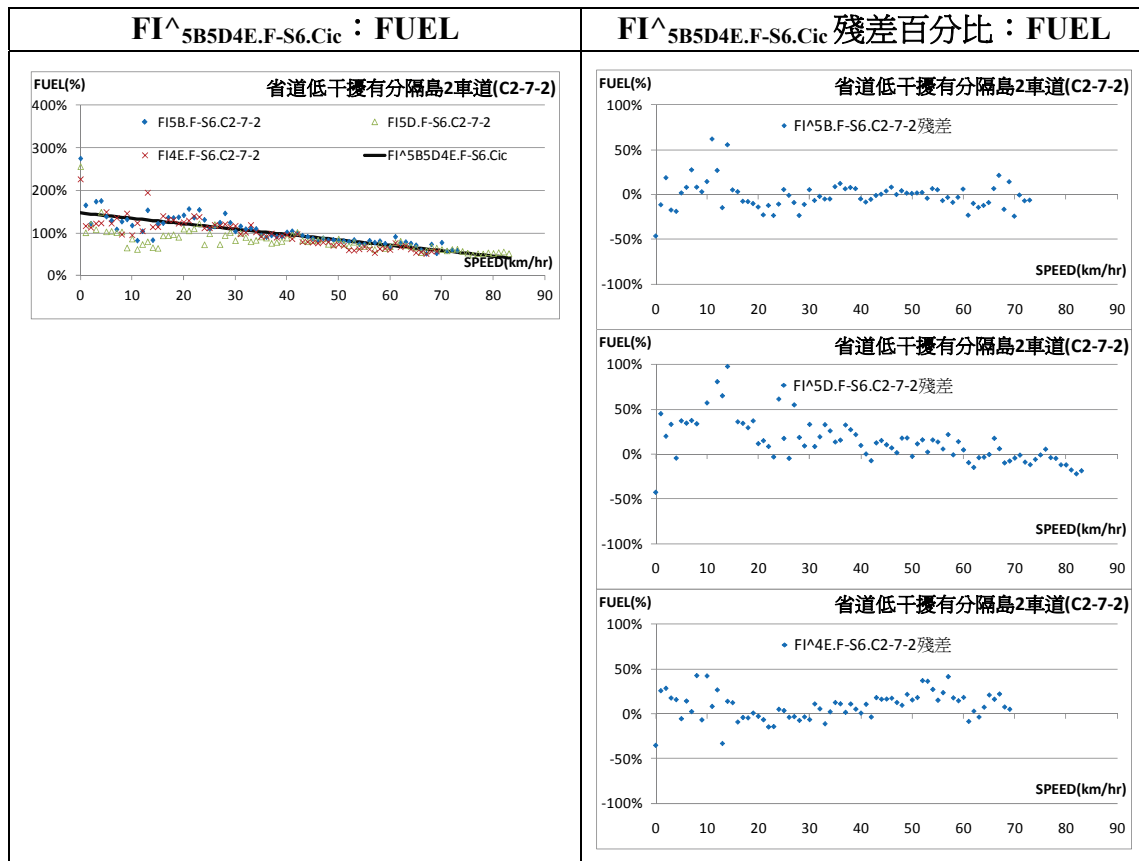 FI^5B5D4E.F-S6.Cic：FUEL
FI^5B5D4E.F-S6.Cic 殘差百分比：FUEL
FUEL(%)
省道低干擾有分隔島2車道(C2-7-2)
400%
300%
200%
100%
0%
FI5B.F-S6.C2-7-2
FI5D.F-S6.C2-7-2
FI4E.F-S6.C2-7-2
FI^5B5D4E.F-S6.Cic
SPEED(km/hr)
0 10 20 30 40 50 60 70 80 90
FUEL(%)
省道低干擾有分隔島2車道(C2-7-2)
100%
50%
0%
-50%
-100%
FI^5B.F-S6.C2-7-2殘差
SPEED(km/hr)
0 10 20 30 40 50 60 70 80 90
FUEL(%)
省道低干擾有分隔島2車道(C2-7-2)
100%
50%
0%
-50%
-100%
FI^5D.F-S6.C2-7-2殘差
SPEED(km/hr)
0 10 20 30 40 50 60 70 80 90
FUEL(%)
省道低干擾有分隔島2車道(C2-7-2)
100%
50%
0%
-50%
-100%
FI^4E.F-S6.C2-7-2殘差
SPEED(km/hr)
0 10 20 30 40 50 60 70 80 90